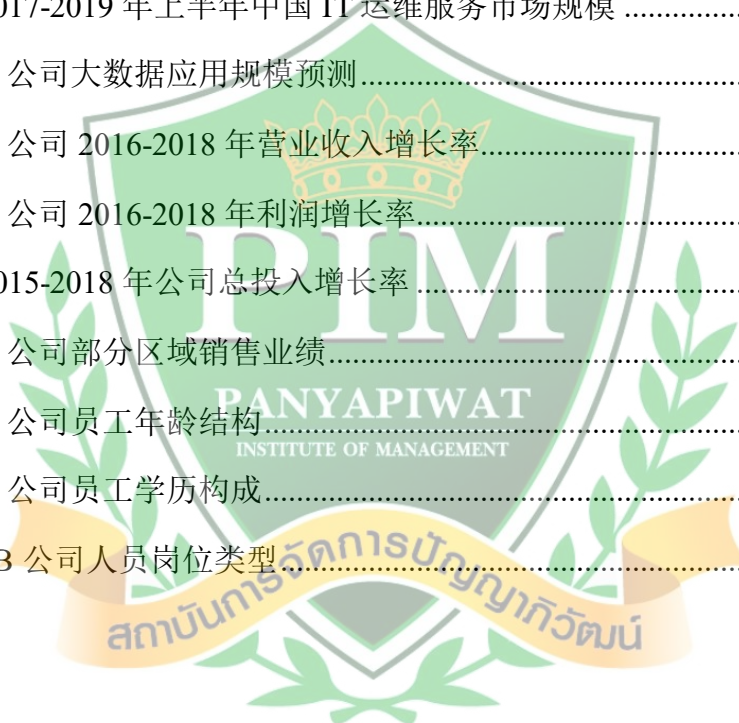 017-2019 年上半年中国 IT 运维服务市场规模
公司大数据应用规模预测
公司 2016-2018 年营业收入增长率
公司 2016-2018 年利润增长率
015-2018 年公司总投入增长率
公司部分区域销售业绩
公司员工年龄结构
公司员工学历构成
B 公司人员岗位类型
PIM
PANYAPIWAT
INSTITUTE OF MANAGEMENT
สถาบันการจัดการปัญญาภิวัฒน์